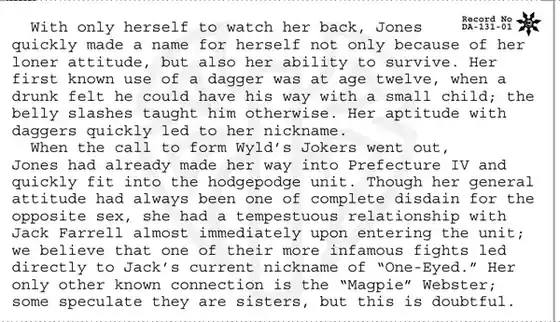 Record No
DA-131-01
With only herself to watch her back, Jones
quickly made a name for herself not only because of her
loner attitude, but also her ability to survive. Her
first known use of a dagger was at age twelve, when a
drunk felt he could have his way with a small child; the
belly slashes taught him otherwise. Her aptitude with
daggers quickly led to her nickname.
When the call to form Wyld's Jokers went out,
Jones had already made her way into Prefecture IV and
quickly fit into the hodgepodge unit. Though her general
attitude had always been one of complete disdain for the
opposite sex, she had a tempestuous relationship with
Jack Farrell almost immediately upon entering the unit;
we believe that one of their more infamous fights led
directly to Jack's current nickname of “One-Eyed.” Her
only other known connection is the “Magpie” Webster;
some speculate they are sisters, but this is doubtful.